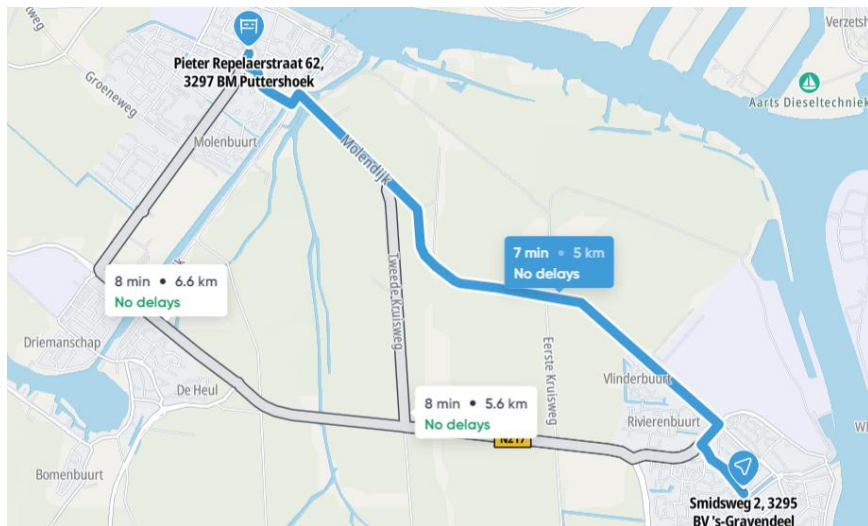 xweg
Groeneweg
Pieter Repelaerstraat 62,
3297 BM Puttershoek
Molenbuurt
Verzetshe
Aarts Dieseltechniek
Molendijk
Tweede Kruisweg
7 min • 5 km
No delays
8 min • 6.6 km
No delays
Driemanschap
De Heul
Eerste Kruisweg
Vlinderbuurt
8 min • 5.6 km
No delays
N217
Rivierenbuurt
Bomenbuurt
Smidsweg 2, 3295
BV 's-Gravendeel